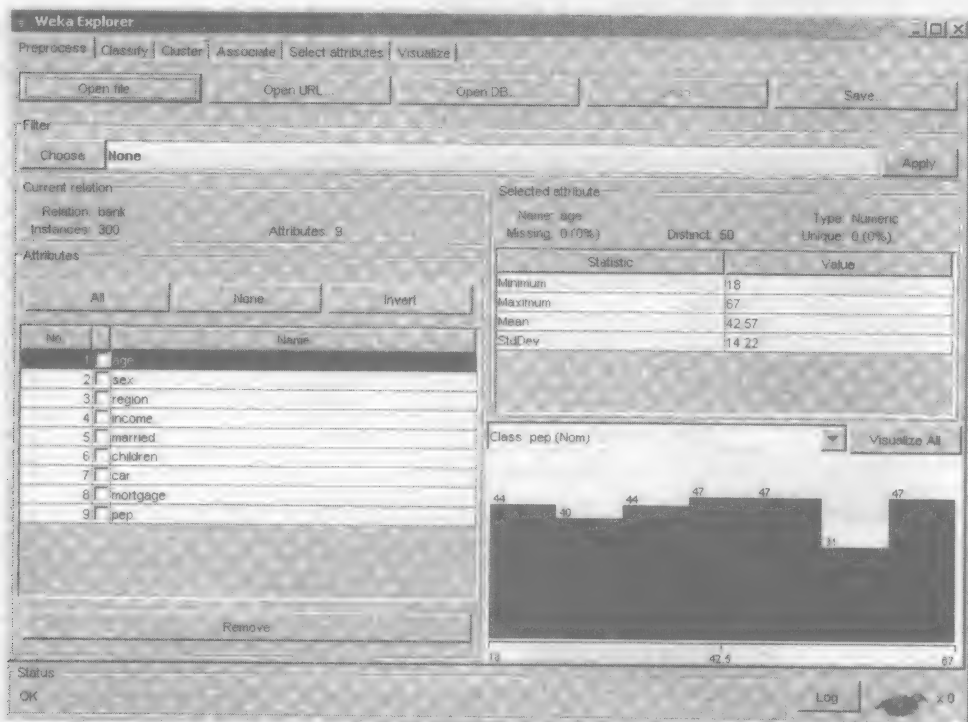 Weka Explorer
Preprocess Classify Cluster Associate Select attributes Visualize
Open file Open URL... Open DB... Save..
Filter
Choose None Apply
Current relation
Relation: bank
Instances: 300 Attributes: 9
Selected attribute
Name: age Type: Numeric
Missing: 0 (0%) Distinct: 50 Unique: 0 (0%)
Statistic Value
Minimum 18
Maximum 67
Mean 42.57
StdDev 14.22
Attributes
All None Invert
No. Name
1 age
2 sex
3 region
4 income
5 married
6 children
7 car
8 mortgage
9 pep
Remove
Class: pep (Nom) Visualize All
44 40 44 47 47 31 47
18 42.5 67
Status
OK Log x 0